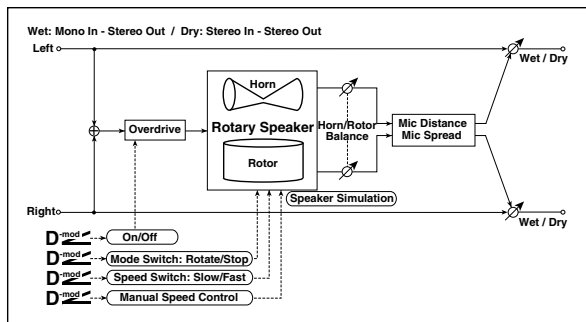 Wet: Mono In - Stereo Out / Dry: Stereo In - Stereo Out
Left
Wet / Dry
Horn
Overdrive
Rotary Speaker
Horn/Rotor
Balance
Mic Distance
Mic Spread
Rotor
Speaker Simulation
Right
Wet / Dry
D-mod
On/Off
D-mod
Mode Switch: Rotate/Stop
D-mod
Speed Switch: Slow/Fast
D-mod
Manual Speed Control